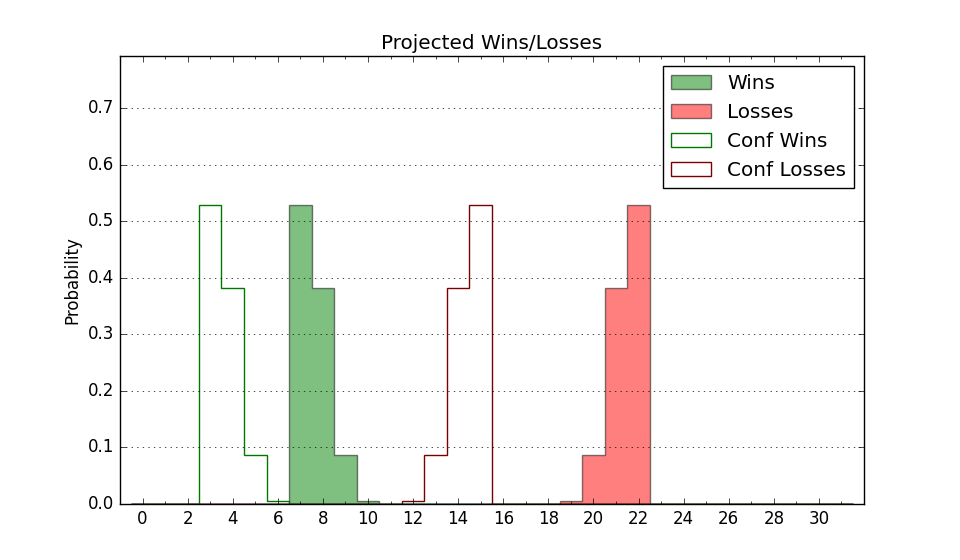 Projected Wins/Losses
Wins
Losses
Conf Wins
Conf Losses
Probability
0.7
0.6
0.5
0.4
0.3
0.2
0.1
0.0
0 2 4 6 8 10 12 14 16 18 20 22 24 26 28 30